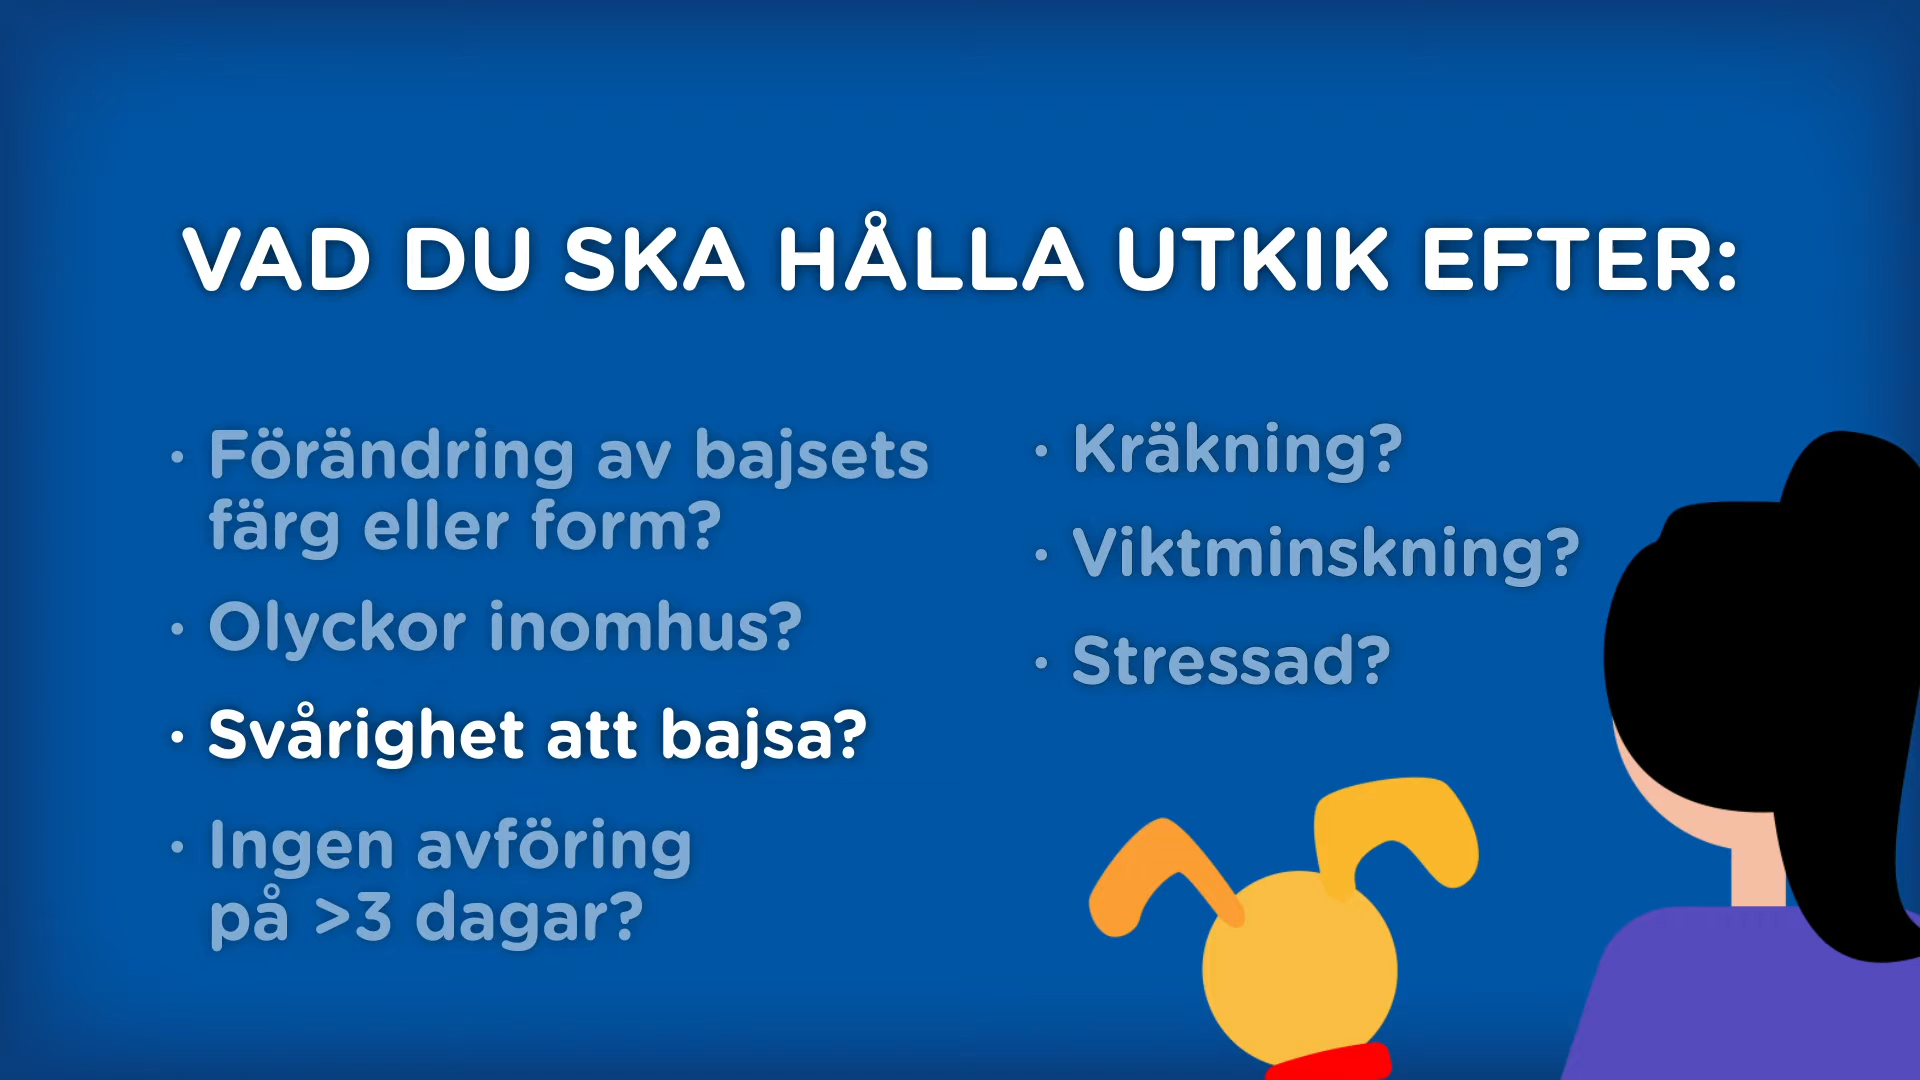 VAD DU SKA HÅLLA UTKIK EFTER:
· Förändring av bajsets
färg eller form?
· Olyckor inomhus?
· Svårighet att bajsa?
· Ingen avföring
på >3 dagar?
· Kräkning?
· Viktminskning?
· Stressad?